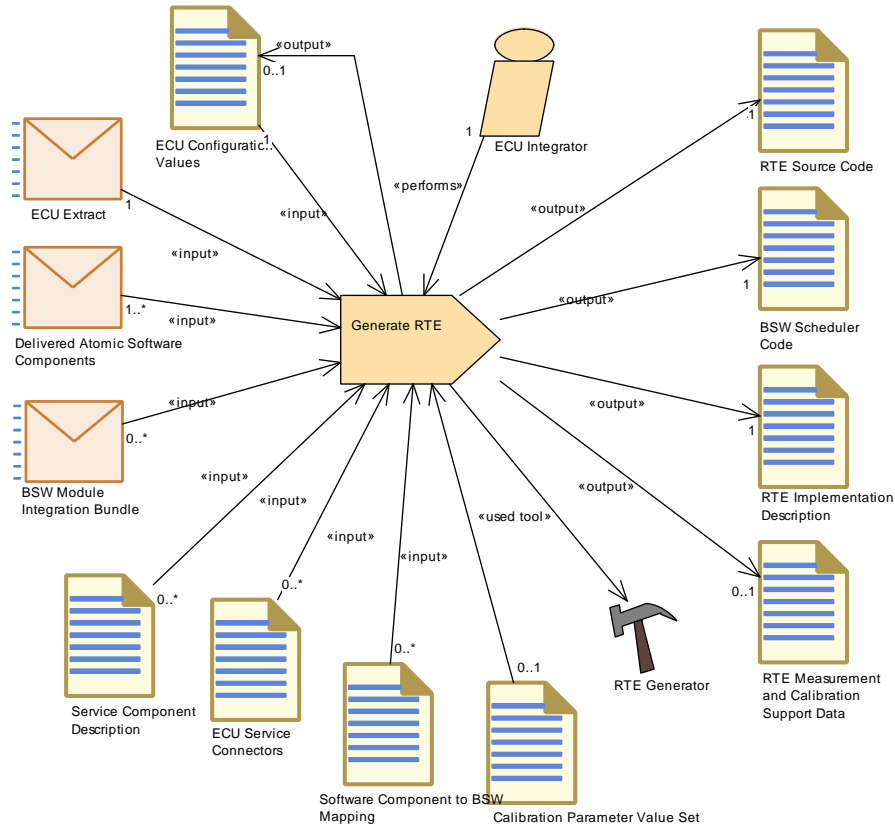 «output»
0..1
ECU Configuratic.
Values
1
ECU Integrator
1
.1
RTE Source Code
ECU Extract
1
«input»
«performs»
«output»
«input»
Delivered Atomic Software
Components
1..*
«input»
Generate RTE
«output»
1
BSW Scheduler
Code
BSW Module
Integration Bundle
0..*
«input»
«output»
1
RTE Implementation
Description
«input»
«input»
«input»
«input»
«used tool»
«output»
0..1
RTE Measurement
and Calibration
Support Data
Service Component
Description
0..*
ECU Service
Connectors
0..*
Software Component to BSW
Mapping
0..*
Calibration Parameter Value Set
0..1
RTE Generator